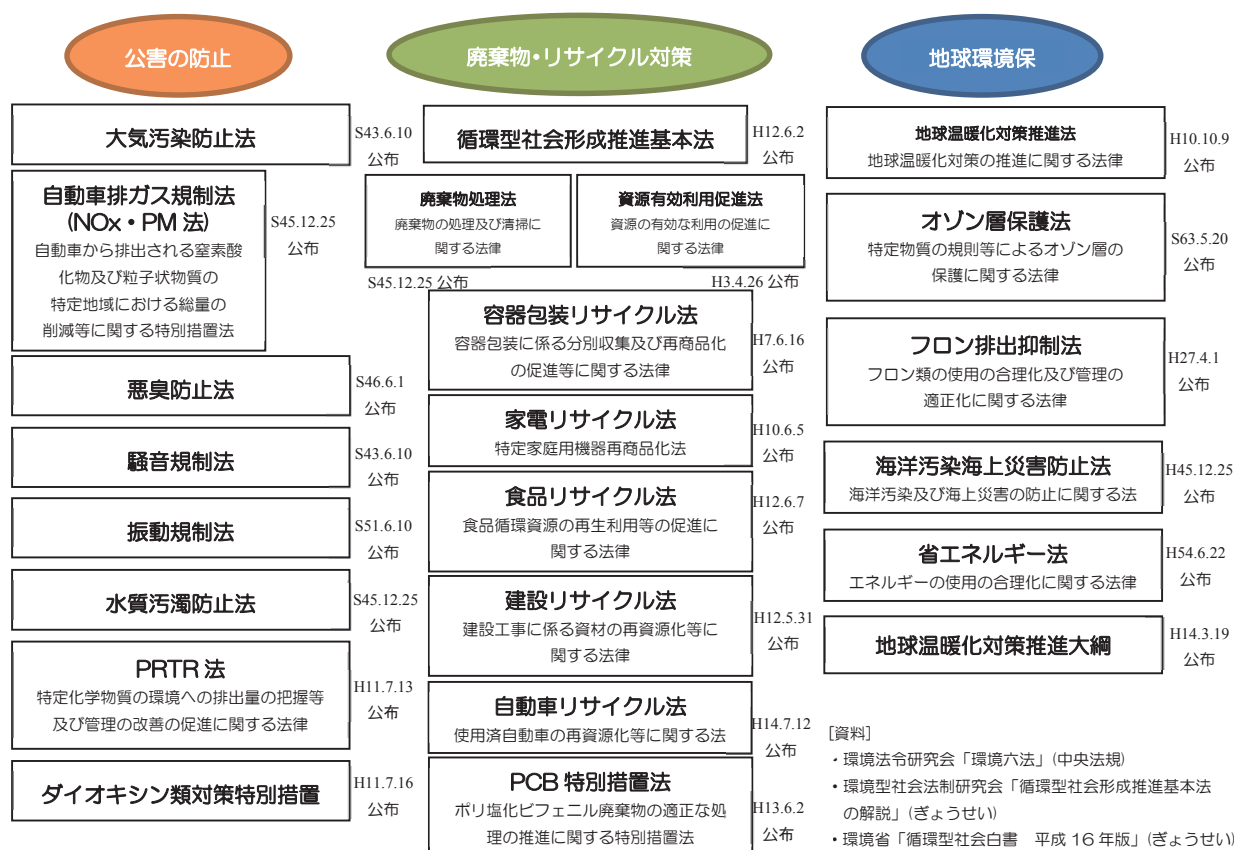 公害の防止
大気汚染防止法
S43.6.10
公布
自動車排ガス規制法
(NOx・PM 法)
自動車から排出される窒素酸
化物及び粒子状物質の
特定地域における総量の
削減等に関する特別措置法
S45.12.25
公布
悪臭防止法
S46.6.1
公布
騒音規制法
S43.6.10
公布
振動規制法
S51.6.10
公布
水質汚濁防止法
S45.12.25
公布
PRTR 法
特定化学物質の環境への排出量の把握等
及び管理の改善の促進に関する法律
H11.7.13
公布
ダイオキシン類対策特別措置
H11.7.16
公布
廃棄物・リサイクル対策
循環型社会形成推進基本法
H12.6.2
公布
廃棄物処理法
廃棄物の処理及び清掃に
関する法律
S45.12.25 公布
資源有効利用促進法
資源の有効な利用の促進に
関する法律
H3.4.26 公布
容器包装リサイクル法
容器包装に係る分別収集及び再商品化
の促進等に関する法律
H7.6.16
公布
家電リサイクル法
特定家庭用機器再商品化法
H10.6.5
公布
食品リサイクル法
食品循環資源の再生利用等の促進に
関する法律
H12.6.7
公布
建設リサイクル法
建設工事に係る資材の再資源化等に
関する法律
H12.5.31
公布
自動車リサイクル法
使用済自動車の再資源化等に関する法
H14.7.12
公布
PCB 特別措置法
ポリ塩化ビフェニル廃棄物の適正な処
理の推進に関する特別措置法
H13.6.2
公布
地球環境保
地球温暖化対策推進法
地球温暖化対策の推進に関する法律
H10.10.9
公布
オゾン層保護法
特定物質の規則等によるオゾン層の
保護に関する法律
S63.5.20
公布
フロン排出抑制法
フロン類の使用の合理化及び管理の
適正化に関する法律
H27.4.1
公布
海洋汚染海上災害防止法
海洋汚染及び海上災害の防止に関する法
H45.12.25
公布
省エネルギー法
エネルギーの使用の合理化に関する法律
H54.6.22
公布
地球温暖化対策推進大綱
H14.3.19
公布
[資料]
・環境法令研究会「環境六法」(中央法規)
・環境型社会法制研究会「循環型社会形成推進基本法
の解説」(ぎょうせい)
・環境省「循環型社会白書 平成 16 年版」(ぎょうせい)